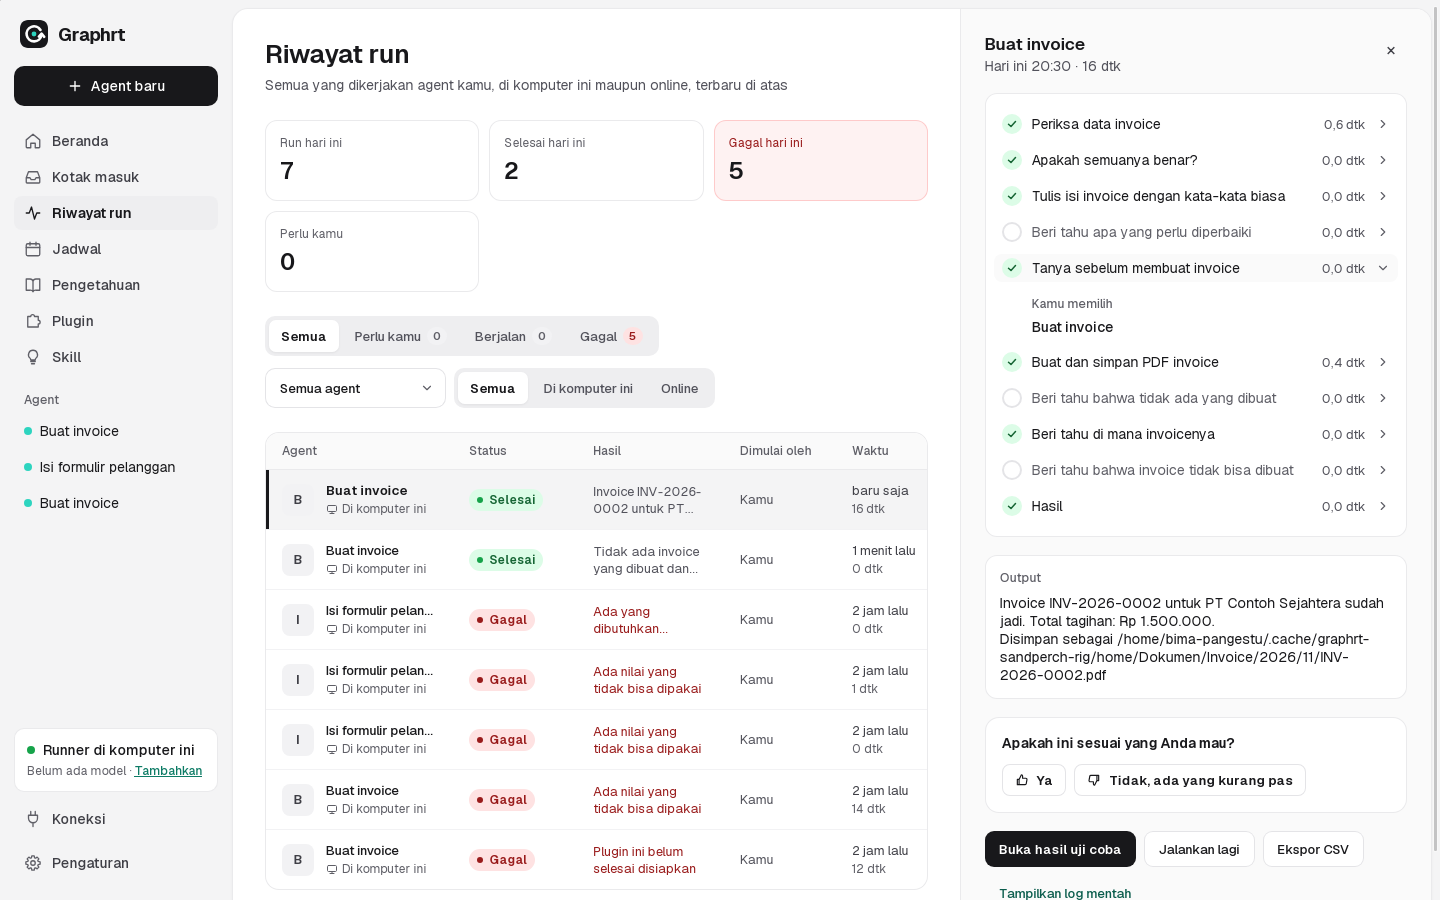 Graphrt
Agent baru
Beranda
Kotak masuk
Riwayat run
Jadwal
Pengetahuan
Plugin
Skill
Agent
Buat invoice
Isi formulir pelanggan
Buat invoice
Runner di komputer ini
Belum ada model · Tambahkan
Koneksi
Pengaturan
Riwayat run
Semua yang dikerjakan agent kamu, di komputer ini maupun online, terbaru di atas
Run hari ini
7
Selesai hari ini
2
Gagal hari ini
5
Perlu kamu
0
Semua Perlu kamu 0 Berjalan 0 Gagal 5
Semua agent Semua Di komputer ini Online
Agent Status Hasil Dimulai oleh Waktu
B Buat invoice Di komputer ini Selesai Invoice INV-2026-
0002 untuk PT... Kamu baru saja 16 dtk
B Buat invoice Di komputer ini Selesai Tidak ada invoice
yang dibuat dan... Kamu 1 menit lalu 0 dtk
I Isi formulir pelan... Di komputer ini Gagal Ada yang
dibutuhkan... Kamu 2 jam lalu 0 dtk
I Isi formulir pelan... Di komputer ini Gagal Ada nilai yang
tidak bisa dipakai Kamu 2 jam lalu 1 dtk
I Isi formulir pelan... Di komputer ini Gagal Ada nilai yang
tidak bisa dipakai Kamu 2 jam lalu 0 dtk
B Buat invoice Di komputer ini Gagal Ada nilai yang
tidak bisa dipakai Kamu 2 jam lalu 14 dtk
B Buat invoice Di komputer ini Gagal Plugin ini belum
selesai disiapkan Kamu 2 jam lalu 12 dtk
Buat invoice
Hari ini 20:30 · 16 dtk
Periksa data invoice 0,6 dtk
Apakah semuanya benar? 0,0 dtk
Tulis isi invoice dengan kata-kata biasa 0,0 dtk
Beri tahu apa yang perlu diperbaiki 0,0 dtk
Tanya sebelum membuat invoice 0,0 dtk
Kamu memilih
Buat invoice
Buat dan simpan PDF invoice 0,4 dtk
Beri tahu bahwa tidak ada yang dibuat 0,0 dtk
Beri tahu di mana invoicenya 0,0 dtk
Beri tahu bahwa invoice tidak bisa dibuat 0,0 dtk
Hasil 0,0 dtk
Output
Invoice INV-2026-0002 untuk PT Contoh Sejahtera sudah
jadi. Total tagihan: Rp 1.500.000.
Disimpan sebagai /home/bima-pangestu/.cache/graphrt-
sandperch-rig/home/Dokumen/Invoice/2026/11/INV-
2026-0002.pdf
Apakah ini sesuai yang Anda mau?
Ya Tidak, ada yang kurang pas
Buka hasil uji coba Jalankan lagi Ekspor CSV
Tampilkan log mentah